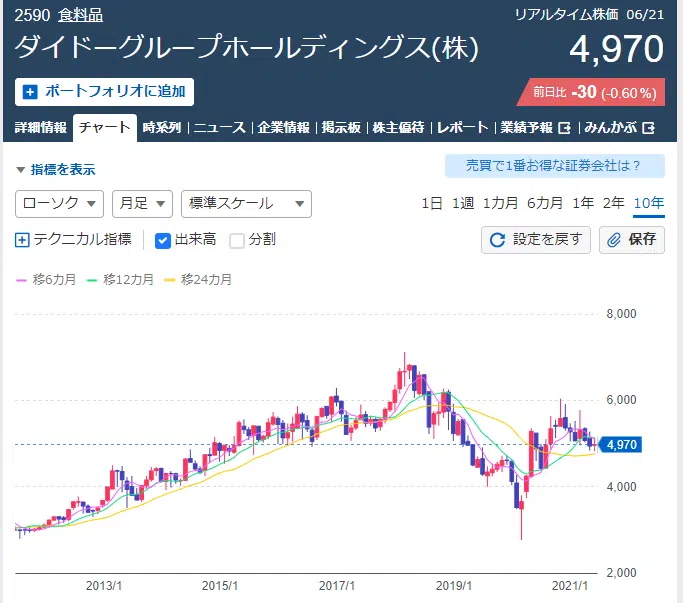 2590 食料品
リアルタイム株価 06/21
ダイドーグループホールディングス(株)
4,970
ポートフォリオに追加
前日比 -30 (-0.60%)
詳細情報 チャート 時系列 ニュース 企業情報 掲示板 株主優待 レポート 業績予報 みんかぶ
指標を表示
売買で1番お得な証券会社は？
ローソク 月足 標準スケール
1日 1週 1カ月 6カ月 1年 2年 10年
テクニカル指標 出来高 分割
設定を戻す 保存
移6カ月 移12カ月 移24カ月
8,000
6,000
4,970
4,000
2,000
2013/1 2015/1 2017/1 2019/1 2021/1